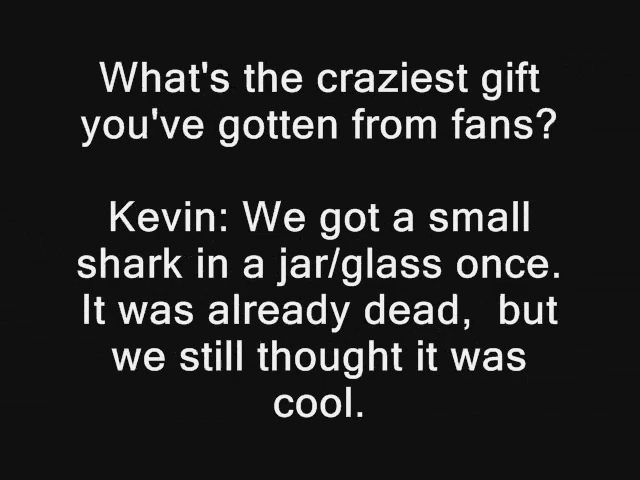 What's the craziest gift
you've gotten from fans?
Kevin: We got a small
shark in a jar/glass once.
It was already dead,  but
we still thought it was
cool.